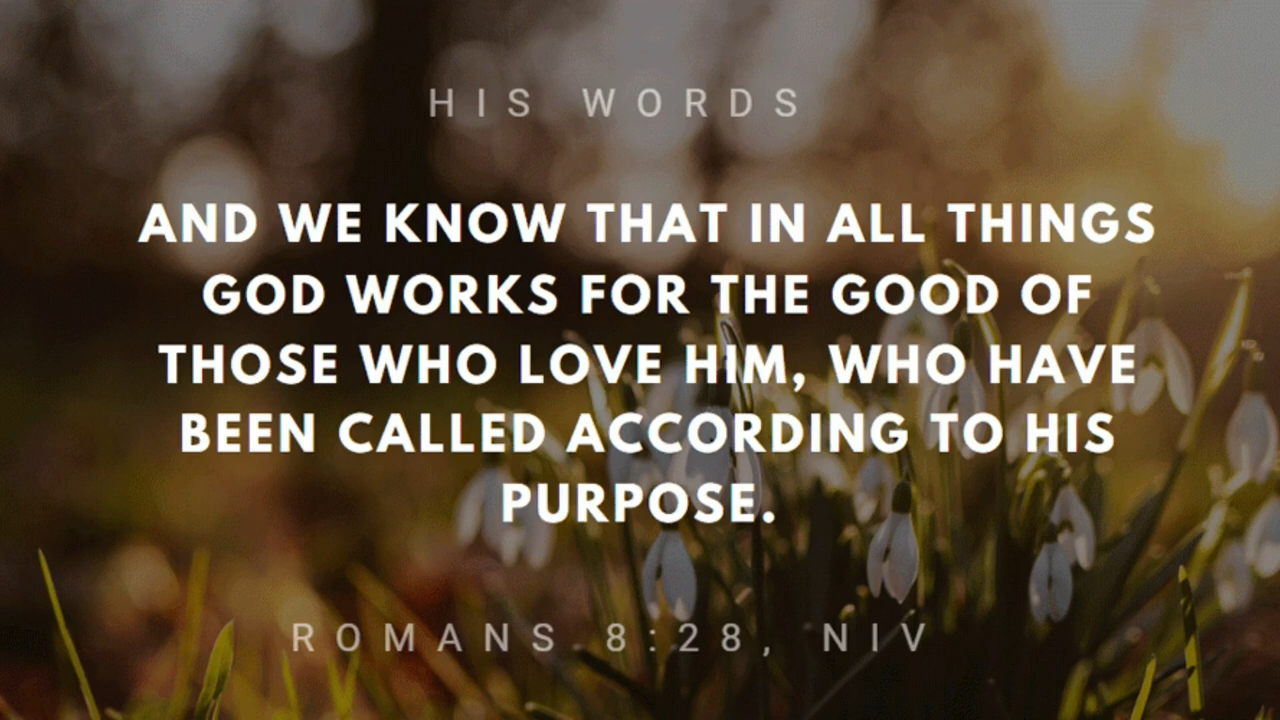 HIS WORDS
AND WE KNOW THAT IN ALL THINGS
GOD WORKS FOR THE GOOD OF
THOSE WHO LOVE HIM, WHO HAVE
BEEN CALLED ACCORDING TO HIS
PURPOSE.
ROMANS 8:28, NIV